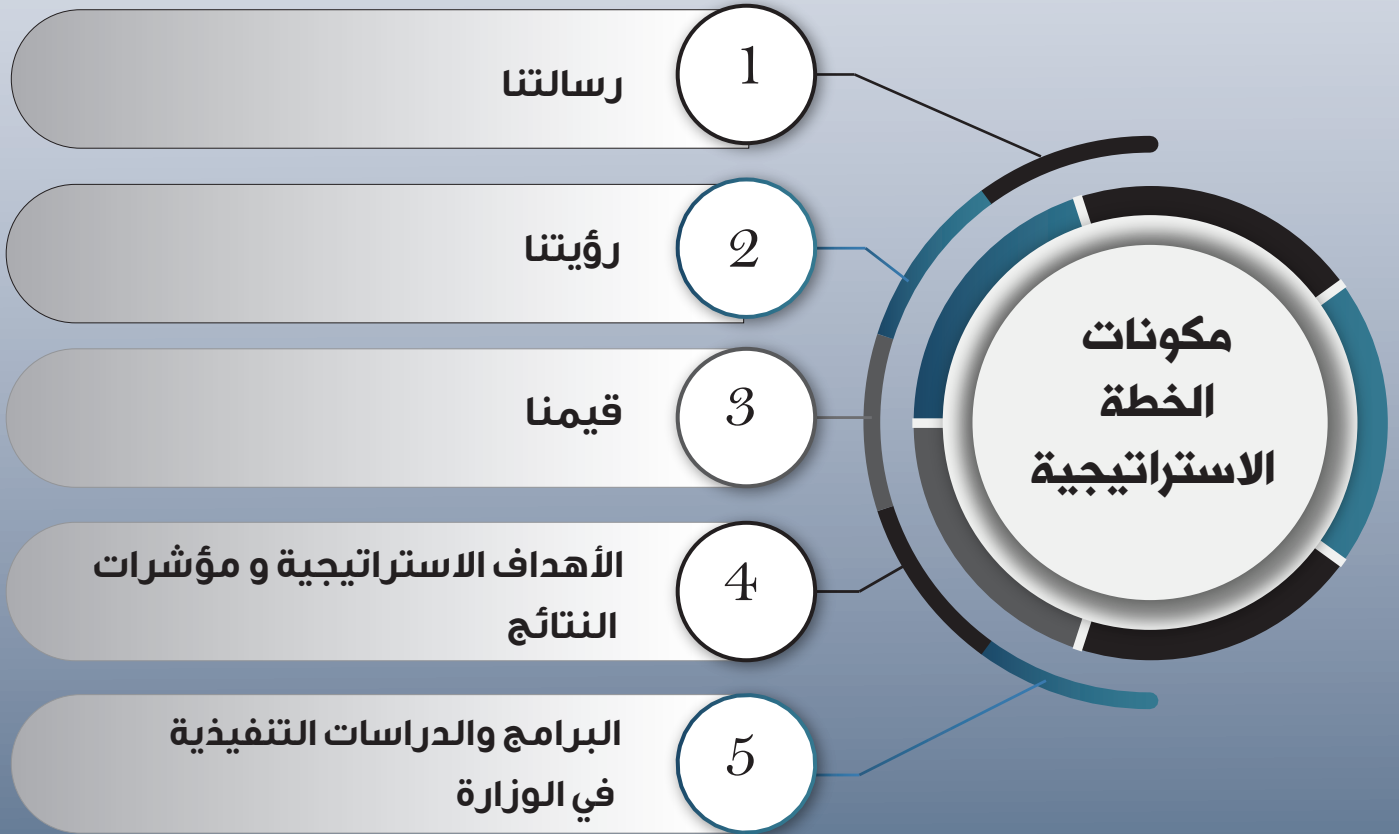 مكونات
الخطة
الاستراتيجية
1
رسالتنا
2
رؤيتنا
3
قيمنا
4
الأهداف الاستراتيجية و مؤشرات
النتائج
5
البرامج والدراسات التنفيذية
في الوزارة